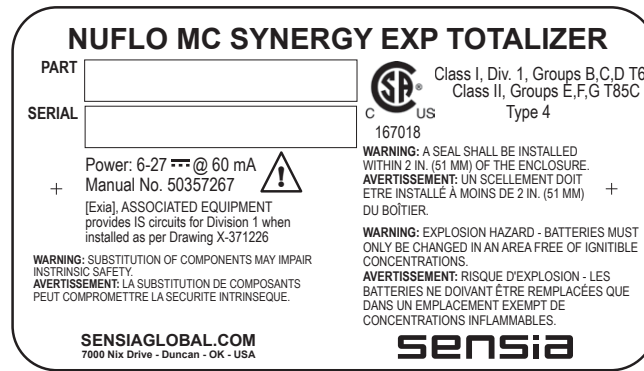 NUFLO MC SYNERGY EXP TOTALIZER
PART
SERIAL
Power: 6-27 ⎓ @ 60 mA
Manual No. 50357267
[Exia], ASSOCIATED EQUIPMENT
provides IS circuits for Division 1 when
installed as per Drawing X-371226
WARNING: SUBSTITUTION OF COMPONENTS MAY IMPAIR
INSTRINSIC SAFETY.
AVERTISSEMENT: LA SUBSTITUTION DE COMPOSANTS
PEUT COMPROMETTRE LA SECURITE INTRINSEQUE.
SENSIAGLOBAL.COM
7000 Nix Drive - Duncan - OK - USA
SA
®
C US
167018
Class I, Div. 1, Groups B,C,D T6
Class II, Groups E,F,G T85C
Type 4
WARNING: A SEAL SHALL BE INSTALLED
WITHIN 2 IN. (51 MM) OF THE ENCLOSURE.
AVERTISSEMENT: UN SCELLEMENT DOIT
ETRE INSTALLÉ À MOINS DE 2 IN. (51 MM)
DU BOÎTIER.
WARNING: EXPLOSION HAZARD - BATTERIES MUST
ONLY BE CHANGED IN AN AREA FREE OF IGNITIBLE
CONCENTRATIONS.
AVERTISSEMENT: RISQUE D'EXPLOSION - LES
BATTERIES NE DOIVANT ÊTRE REMPLACÉES QUE
DANS UN EMPLACEMENT EXEMPT DE
CONCENTRATIONS INFLAMMABLES.
sensia